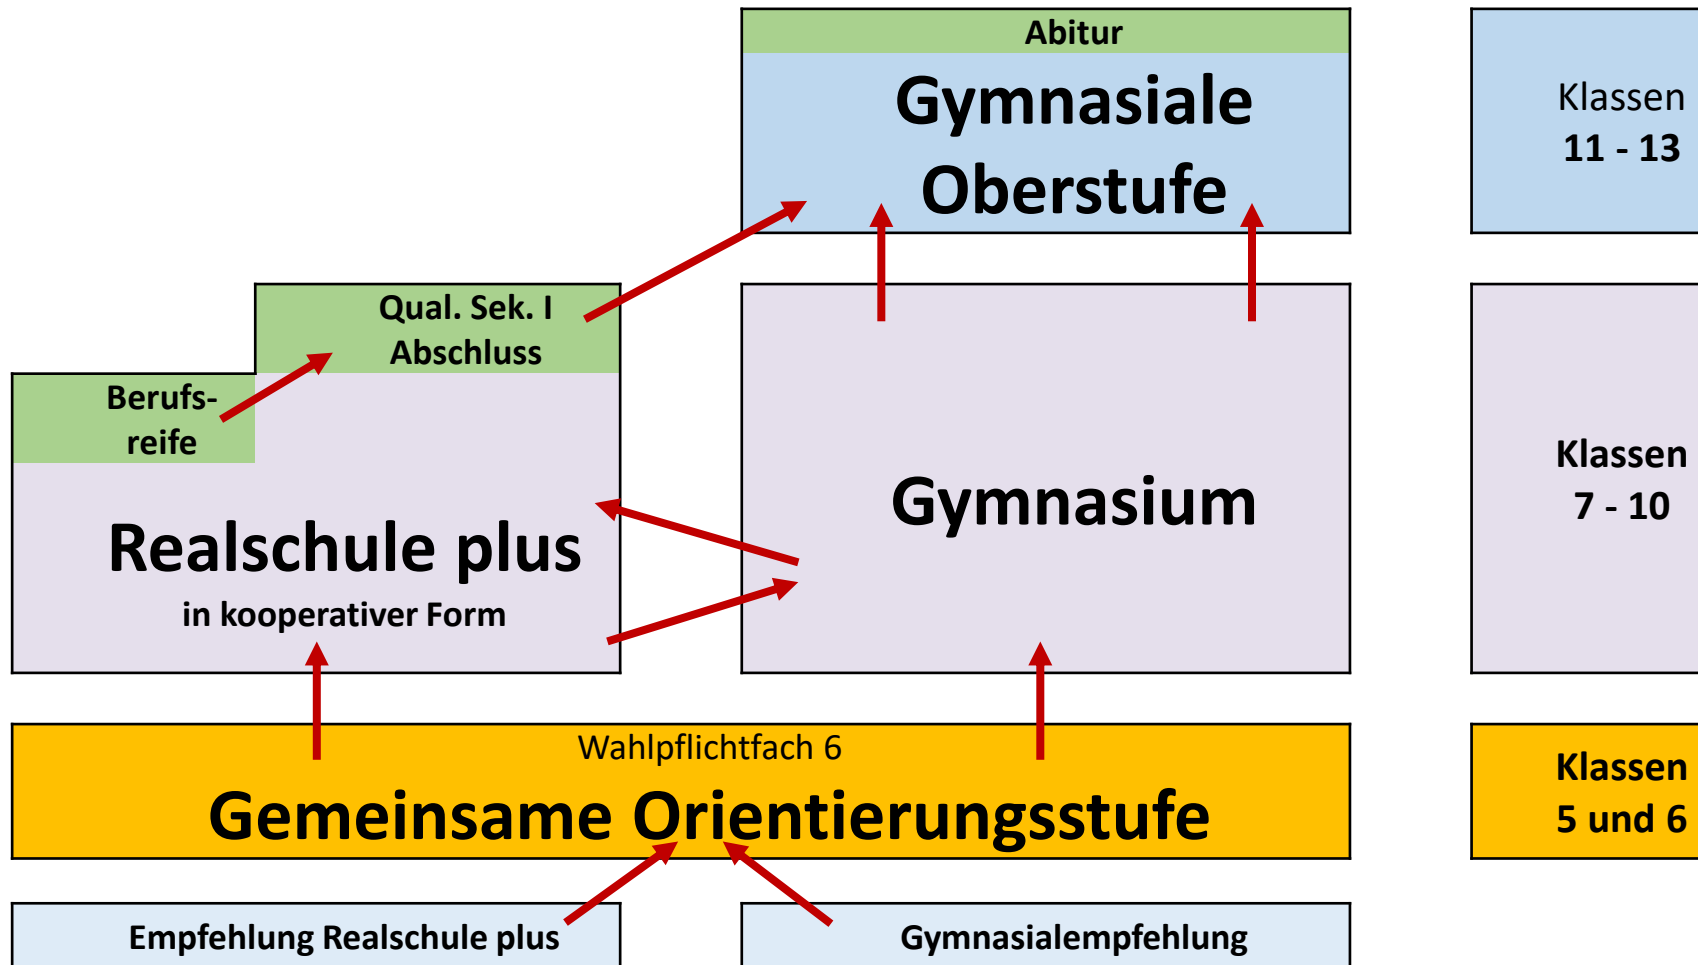 Abitur
Gymnasiale
Oberstufe
Klassen
11 - 13
Qual. Sek. I
Abschluss
Berufs-
reife
Realschule plus
in kooperativer Form
Gymnasium
Klassen
7 - 10
Wahlpflichtfach 6
Gemeinsame Orientierungsstufe
Klassen
5 und 6
Empfehlung Realschule plus
Gymnasialempfehlung